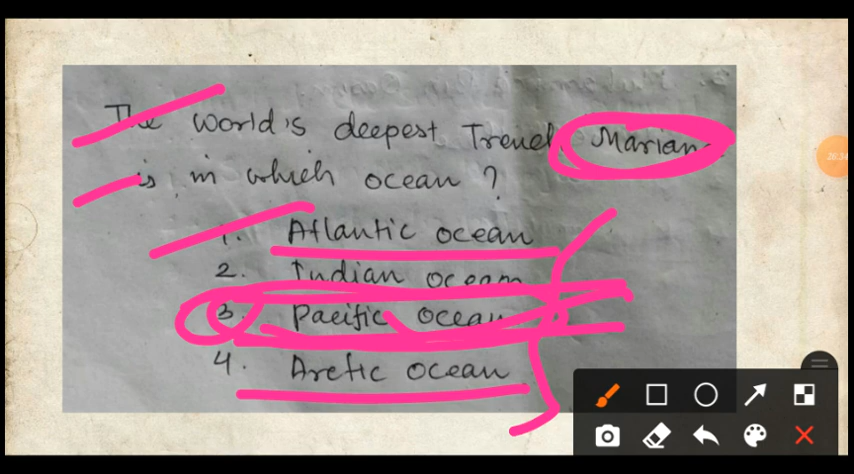 The world's deepest Trench Marian
is in which ocean ?
1. Atlantic ocean
2. Indian ocean
3. Pacific ocean
4. Arctic ocean